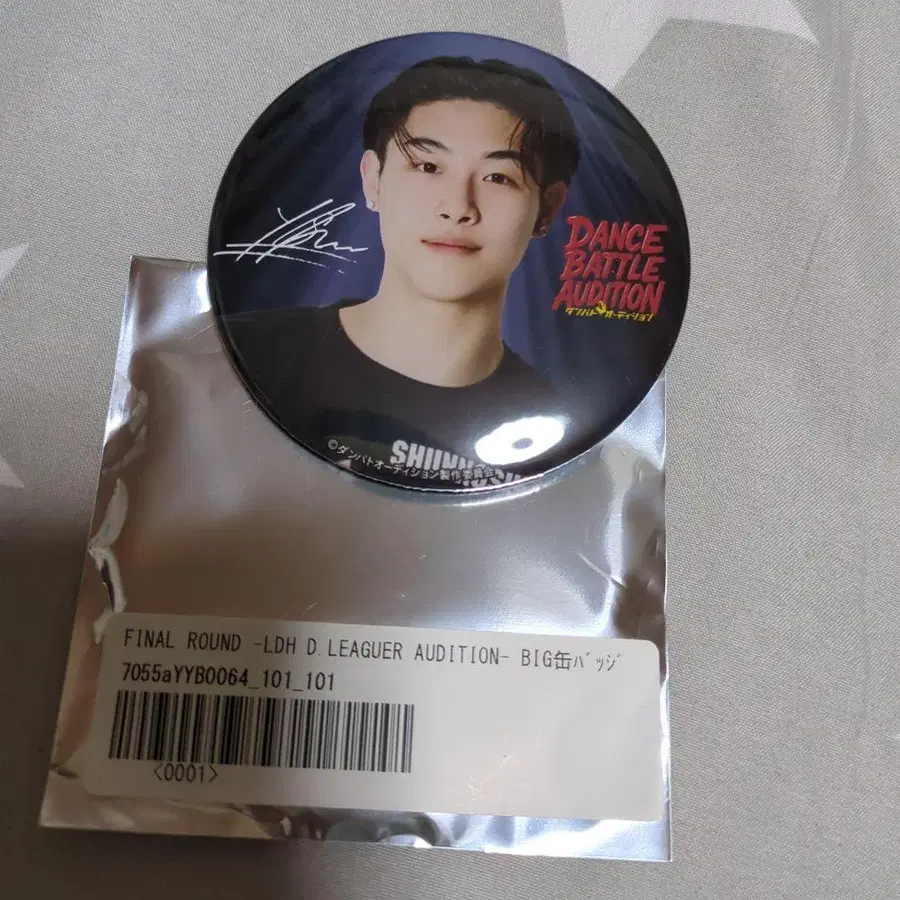 DANCE
BATTLE
AUDITION
ダンバトオーディション
©ダンバトオーディション製作委員会
FINAL ROUND -LDH D.LEAGUER AUDITION- BIG缶バッジ
7055aYYB0064_101_101
<0001>